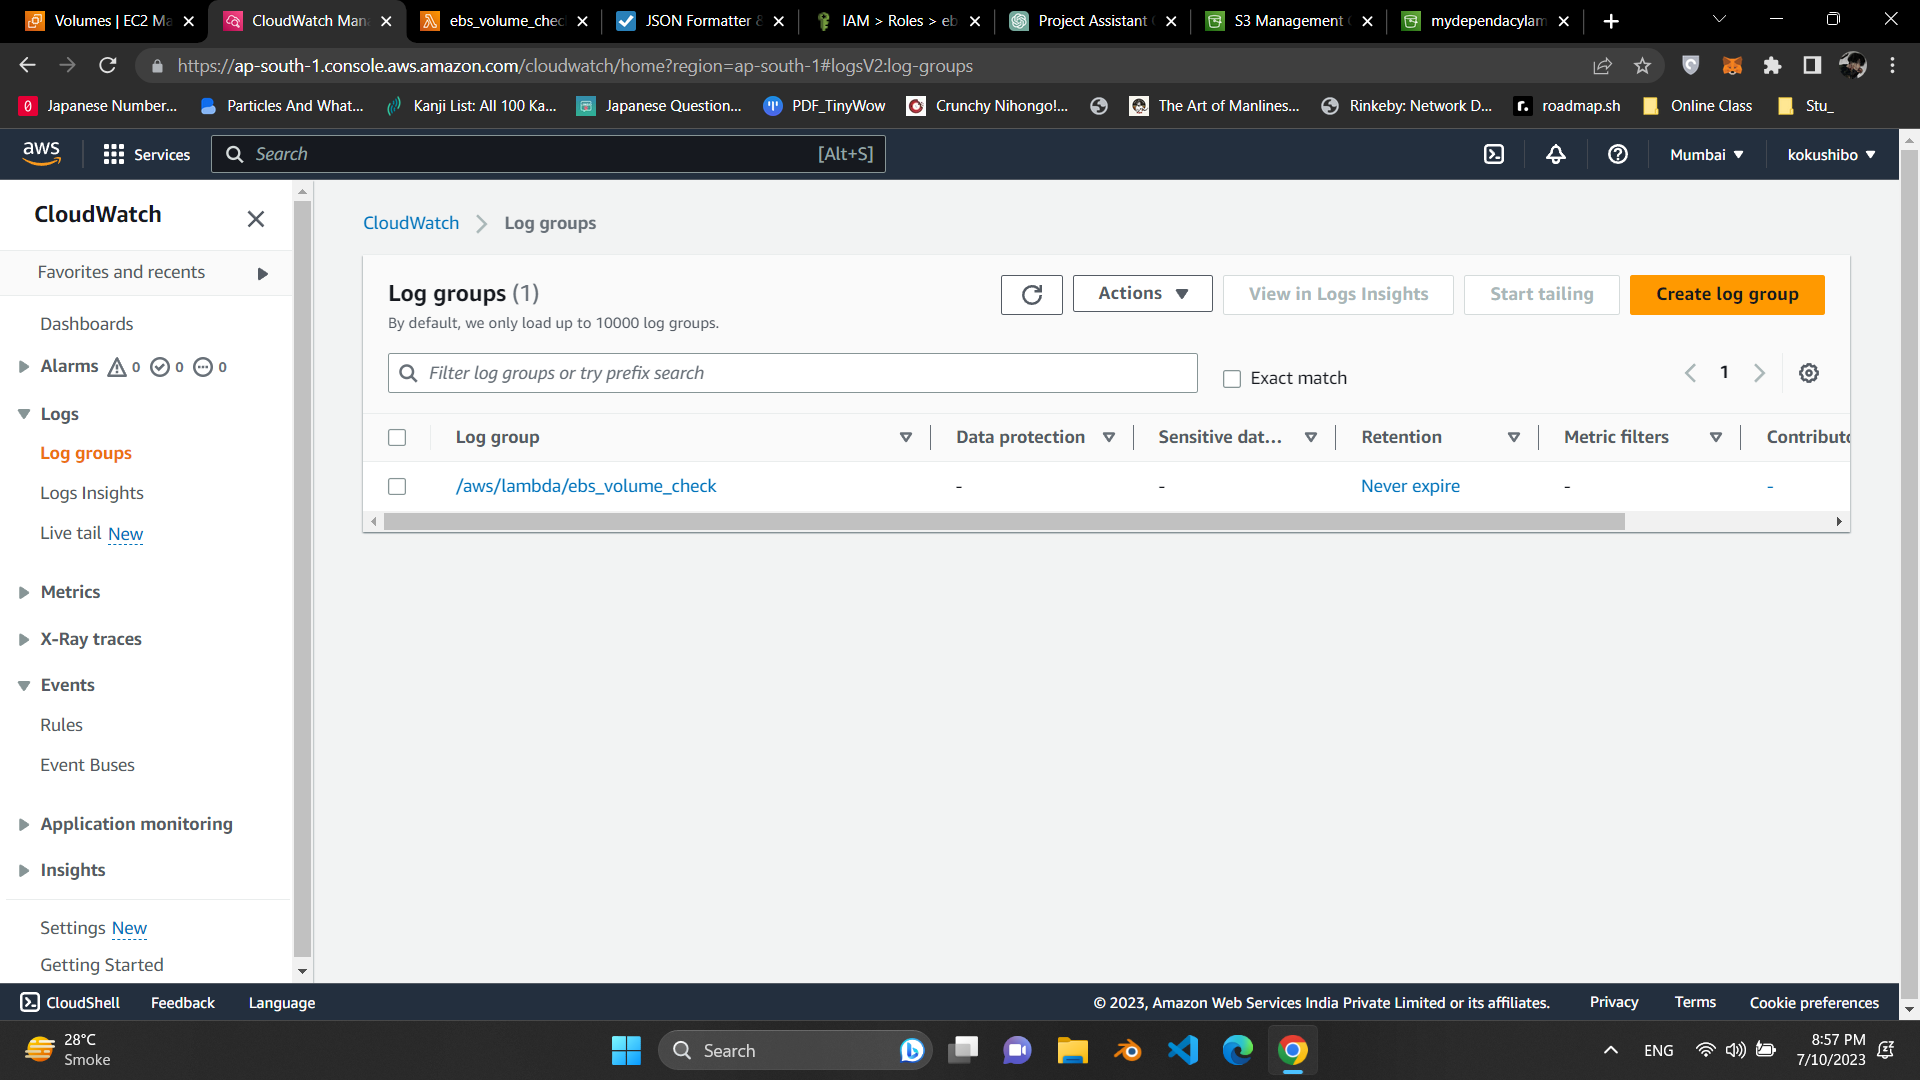 Volumes | EC2 Ma
CloudWatch Man
ebs_volume_chec
JSON Formatter &
IAM > Roles > eb
Project Assistant
S3 Management
mydependacylam
https://ap-south-1.console.aws.amazon.com/cloudwatch/home?region=ap-south-1#logsV2:log-groups
Japanese Number...
Particles And What...
Kanji List: All 100 Ka...
Japanese Question...
PDF_TinyWow
Crunchy Nihongo!...
The Art of Manlines...
Rinkeby: Network D...
roadmap.sh
Online Class
Stu_
aws
Services
Search
[Alt+S]
Mumbai
kokushibo
CloudWatch
Favorites and recents
Dashboards
Alarms 0 0 0
Logs
Log groups
Logs Insights
Live tail New
Metrics
X-Ray traces
Events
Rules
Event Buses
Application monitoring
Insights
Settings New
Getting Started
CloudWatch
Log groups
Log groups (1)
By default, we only load up to 10000 log groups.
Actions
View in Logs Insights
Start tailing
Create log group
Filter log groups or try prefix search
Exact match
1
Log group
Data protection
Sensitive dat...
Retention
Metric filters
Contributo
/aws/lambda/ebs_volume_check
-
-
Never expire
-
-
CloudShell
Feedback
Language
© 2023, Amazon Web Services India Private Limited or its affiliates.
Privacy
Terms
Cookie preferences
28°C
Smoke
Search
ENG
8:57 PM
7/10/2023